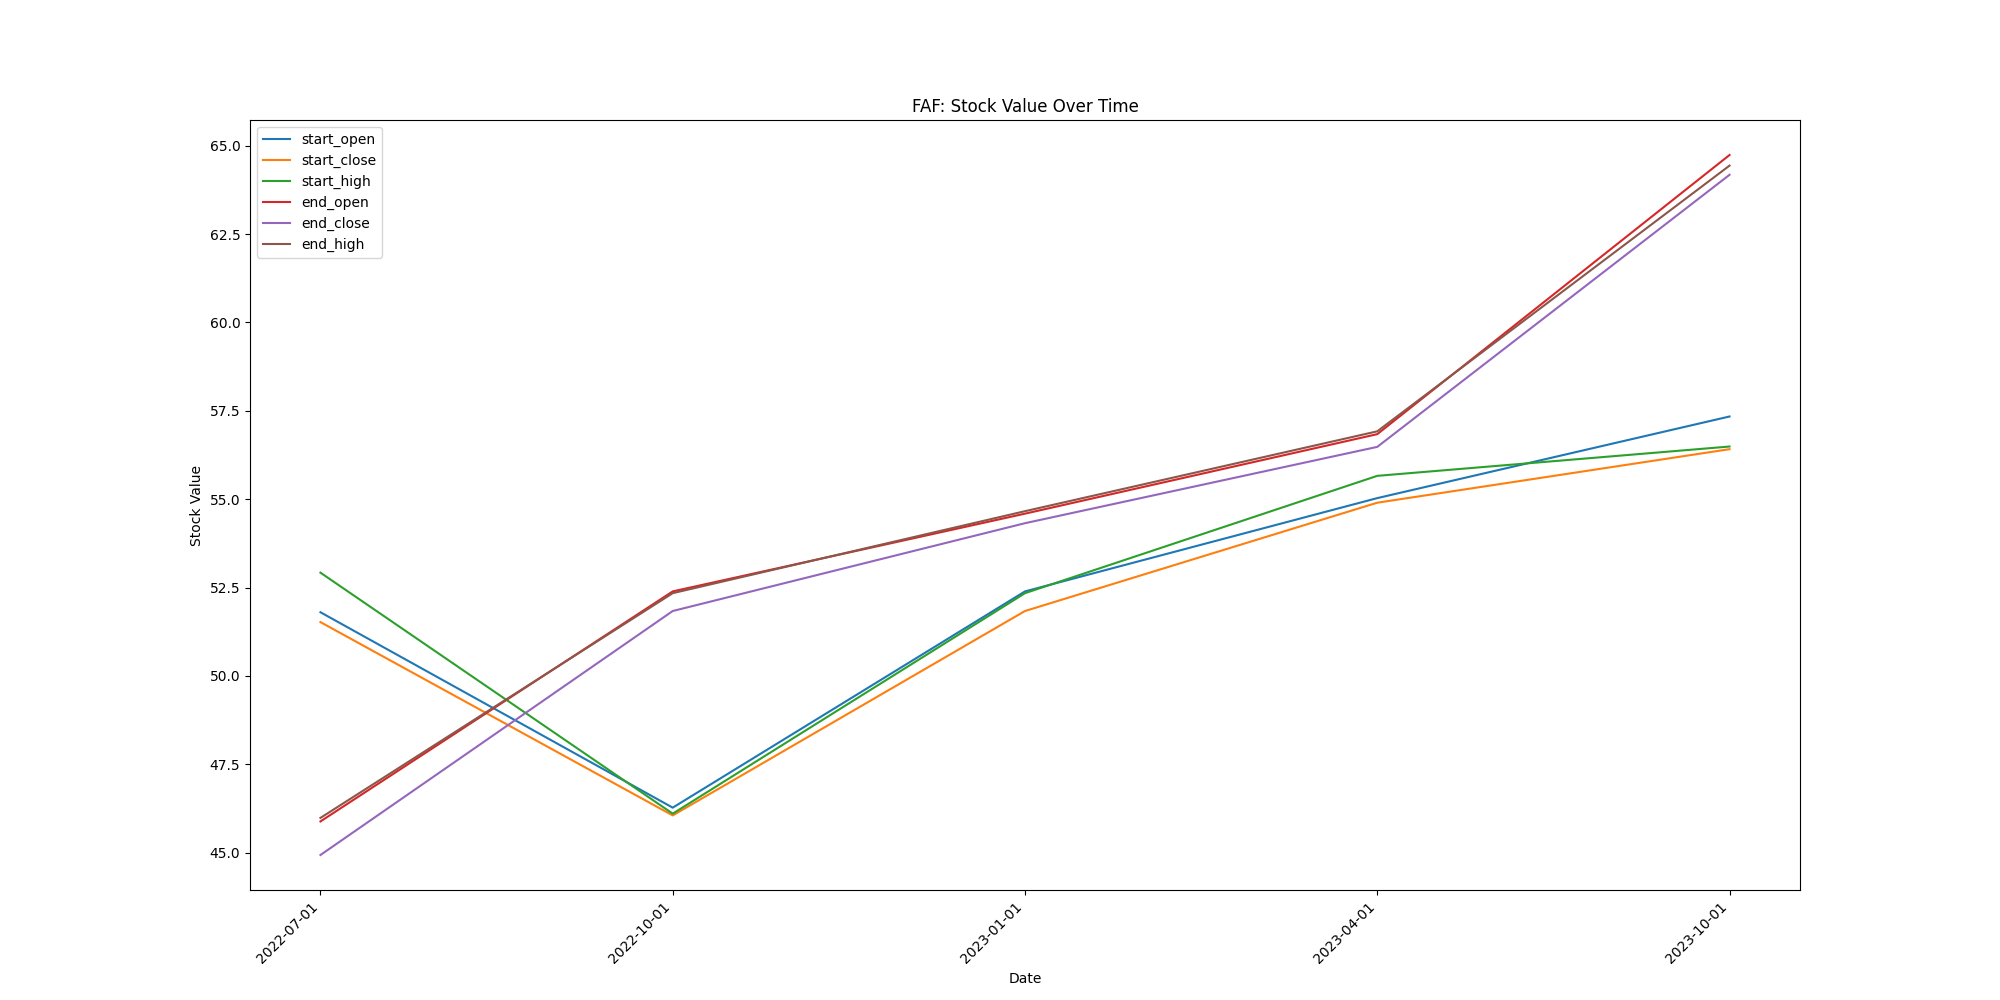 FAF: Stock Value Over Time
start_open
start_close
start_high
end_open
end_close
end_high
Stock Value
65.0
62.5
60.0
57.5
55.0
52.5
50.0
47.5
45.0
2022-07-01
2022-10-01
2023-01-01
2023-04-01
2023-10-01
Date